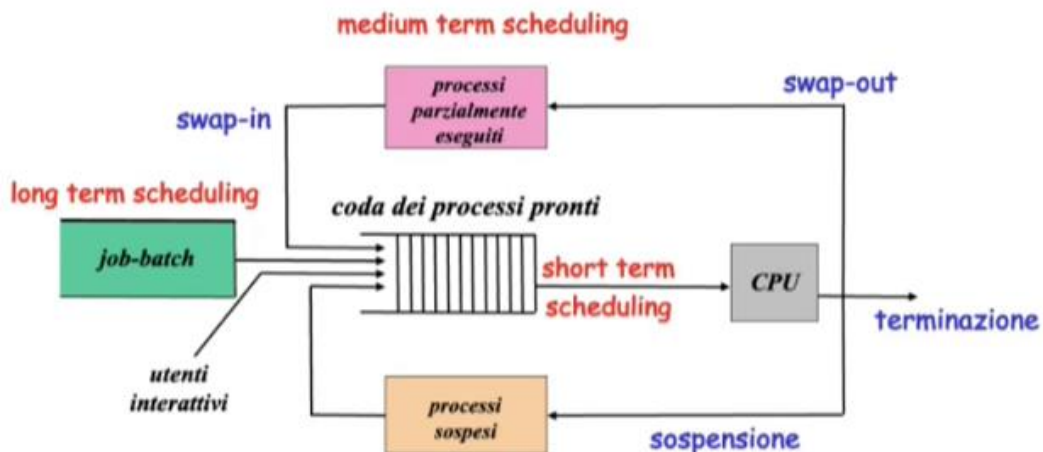 medium term scheduling
processi
parzialmente
eseguiti
swap-out
swap-in
long term scheduling
coda dei processi pronti
job-batch
short term
scheduling
CPU
terminazione
utenti
interattivi
processi
sospesi
sospensione